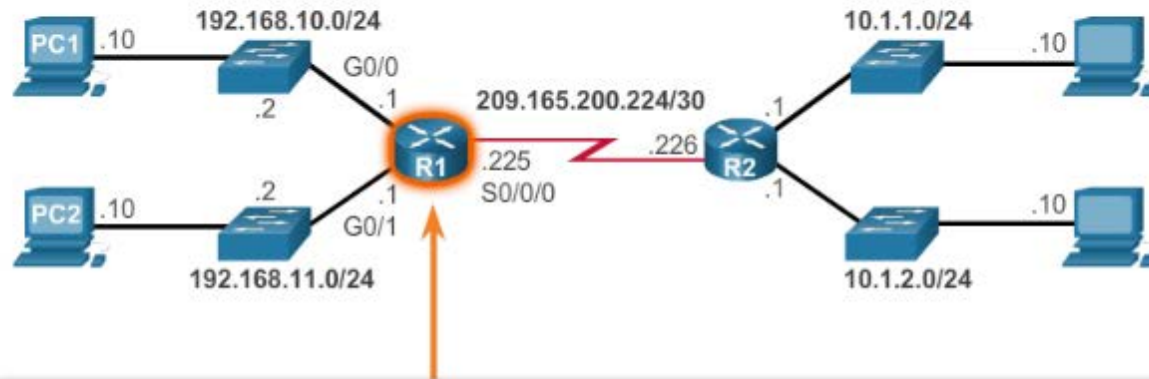 192.168.10.0/24
10.1.1.0/24
PC1
.10
.10
G0/0
.2
.1
209.165.200.224/30
.1
R1
.225
.226
R2
S0/0/0
.1
.1
PC2
.10
.2
G0/1
.10
192.168.11.0/24
10.1.2.0/24